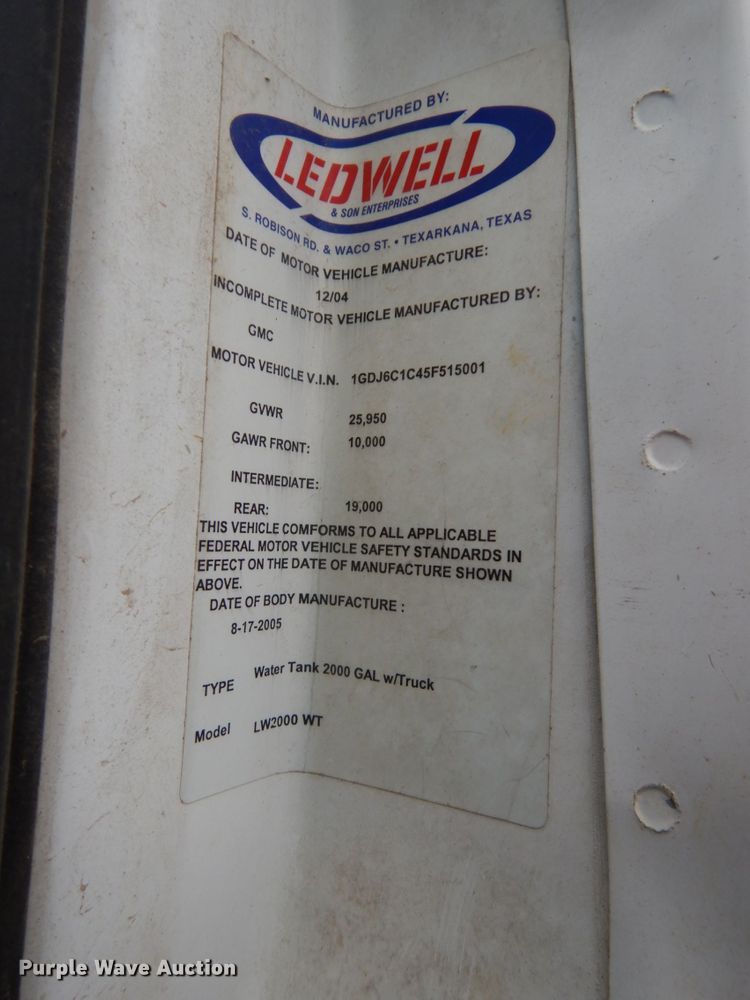 MANUFACTURED BY:
LEDWELL
& SON ENTERPRISES
S. ROBISON RD. & WACO ST. • TEXARKANA, TEXAS
DATE OF MOTOR VEHICLE MANUFACTURE:
12/04
INCOMPLETE MOTOR VEHICLE MANUFACTURED BY:
GMC
MOTOR VEHICLE V.I.N. 1GDJ6C1C45F515001
GVWR 25,950
GAWR FRONT: 10,000
INTERMEDIATE:
REAR: 19,000
THIS VEHICLE COMFORMS TO ALL APPLICABLE
FEDERAL MOTOR VEHICLE SAFETY STANDARDS IN
EFFECT ON THE DATE OF MANUFACTURE SHOWN
ABOVE.
DATE OF BODY MANUFACTURE :
8-17-2005
TYPE Water Tank 2000 GAL w/Truck
Model LW2000 WT
Purple Wave Auction